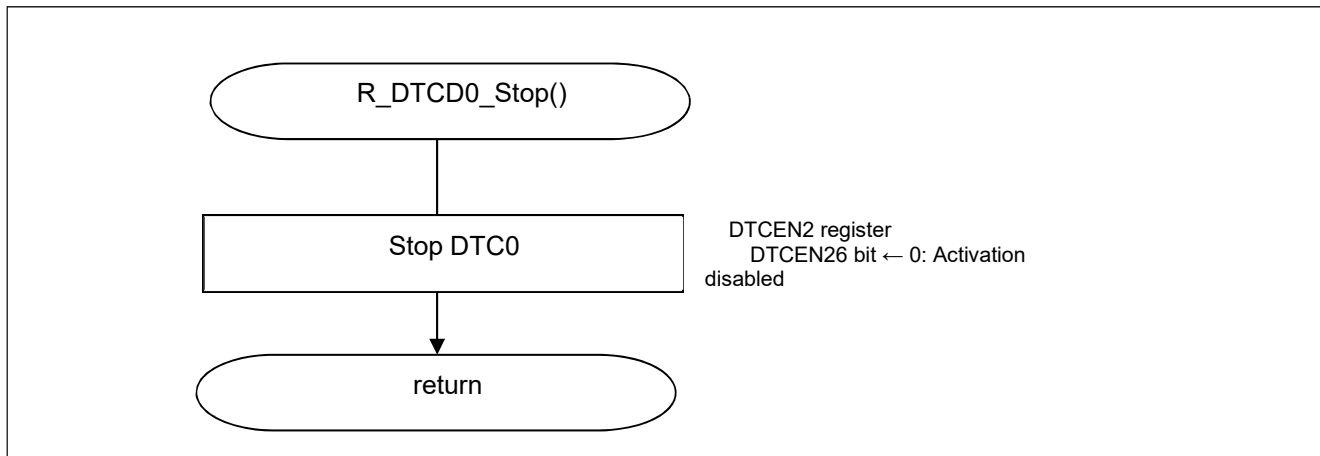 R_DTCD0_Stop()
Stop DTC0
DTCEN2 register
DTCEN26 bit ← 0: Activation
disabled
return